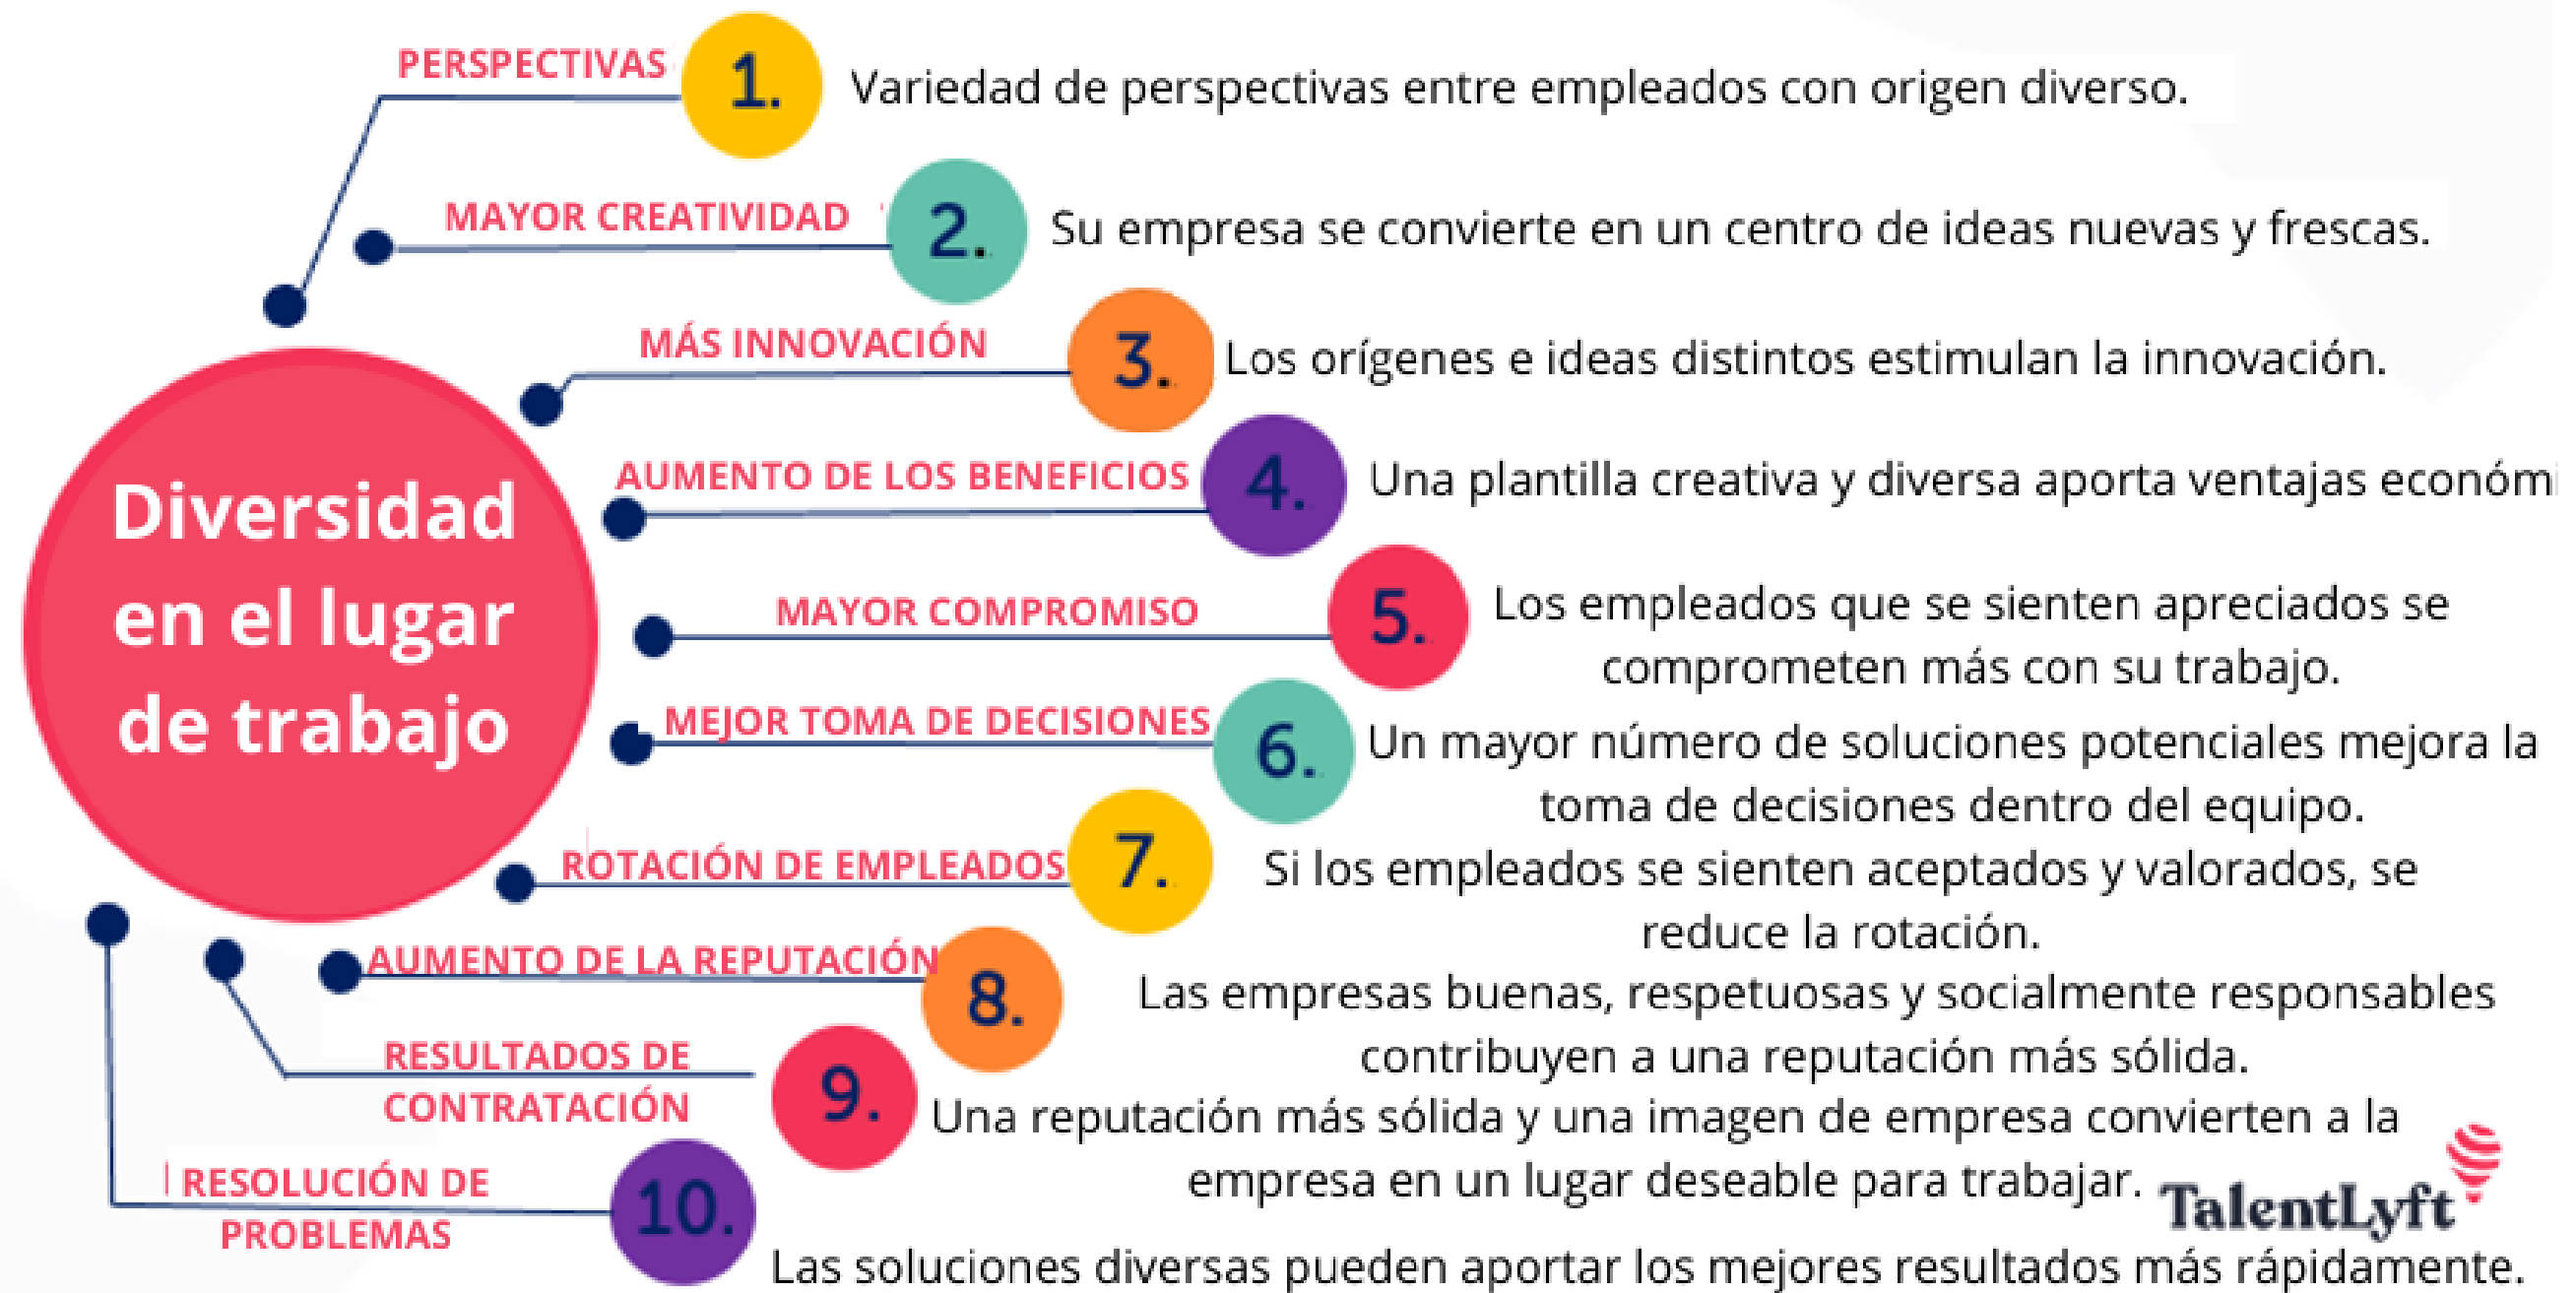 PERSPECTIVAS
1.
Variedad de perspectivas entre empleados con origen diverso.
MAYOR CREATIVIDAD
2.
Su empresa se convierte en un centro de ideas nuevas y frescas.
MÁS INNOVACIÓN
3.
Los orígenes e ideas distintos estimulan la innovación.
AUMENTO DE LOS BENEFICIOS
4.
Una plantilla creativa y diversa aporta ventajas económi
Diversidad
en el lugar
de trabajo
MAYOR COMPROMISO
5.
Los empleados que se sienten apreciados se
comprometen más con su trabajo.
MEJOR TOMA DE DECISIONES
6.
Un mayor número de soluciones potenciales mejora la
toma de decisiones dentro del equipo.
ROTACIÓN DE EMPLEADOS
7.
Si los empleados se sienten aceptados y valorados, se
reduce la rotación.
AUMENTO DE LA REPUTACIÓN
8.
Las empresas buenas, respetuosas y socialmente responsables
contribuyen a una reputación más sólida.
RESULTADOS DE
CONTRATACIÓN
9.
Una reputación más sólida y una imagen de empresa convierten a la
empresa en un lugar deseable para trabajar.
RESOLUCIÓN DE
PROBLEMAS
10.
Las soluciones diversas pueden aportar los mejores resultados más rápidamente.
TalentLyft